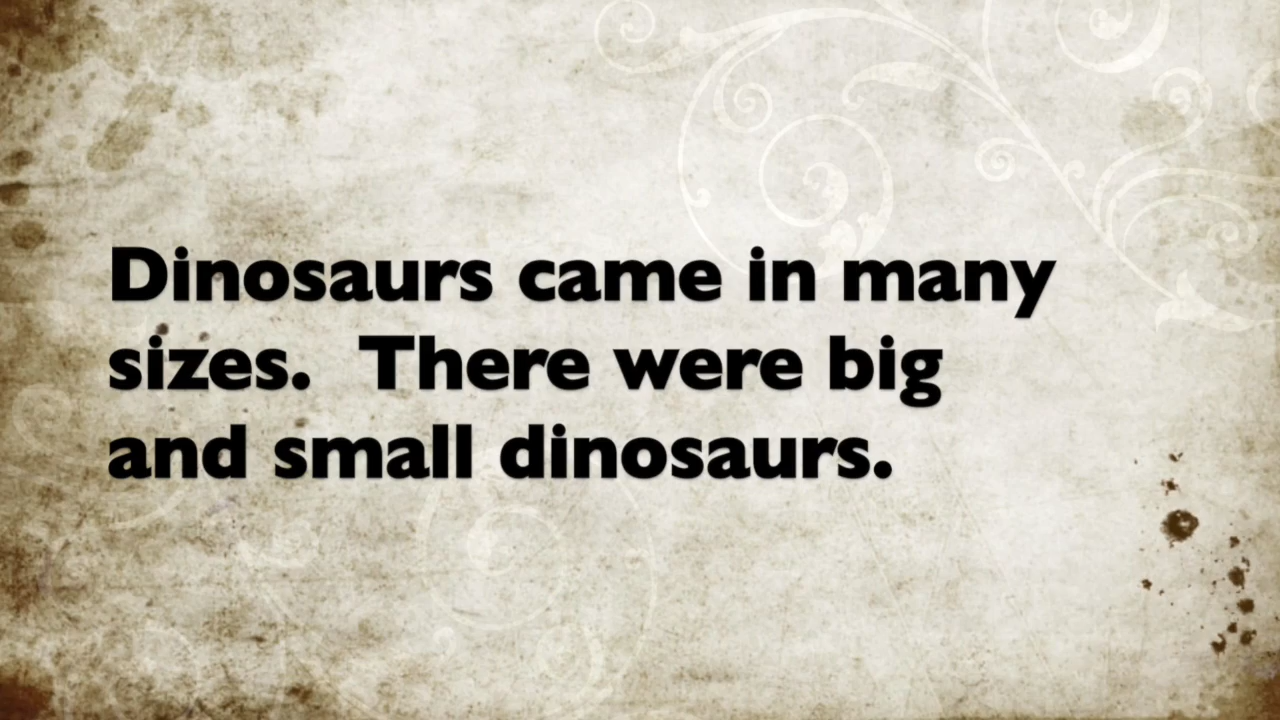 Dinosaurs came in many
sizes.  There were big
and small dinosaurs.